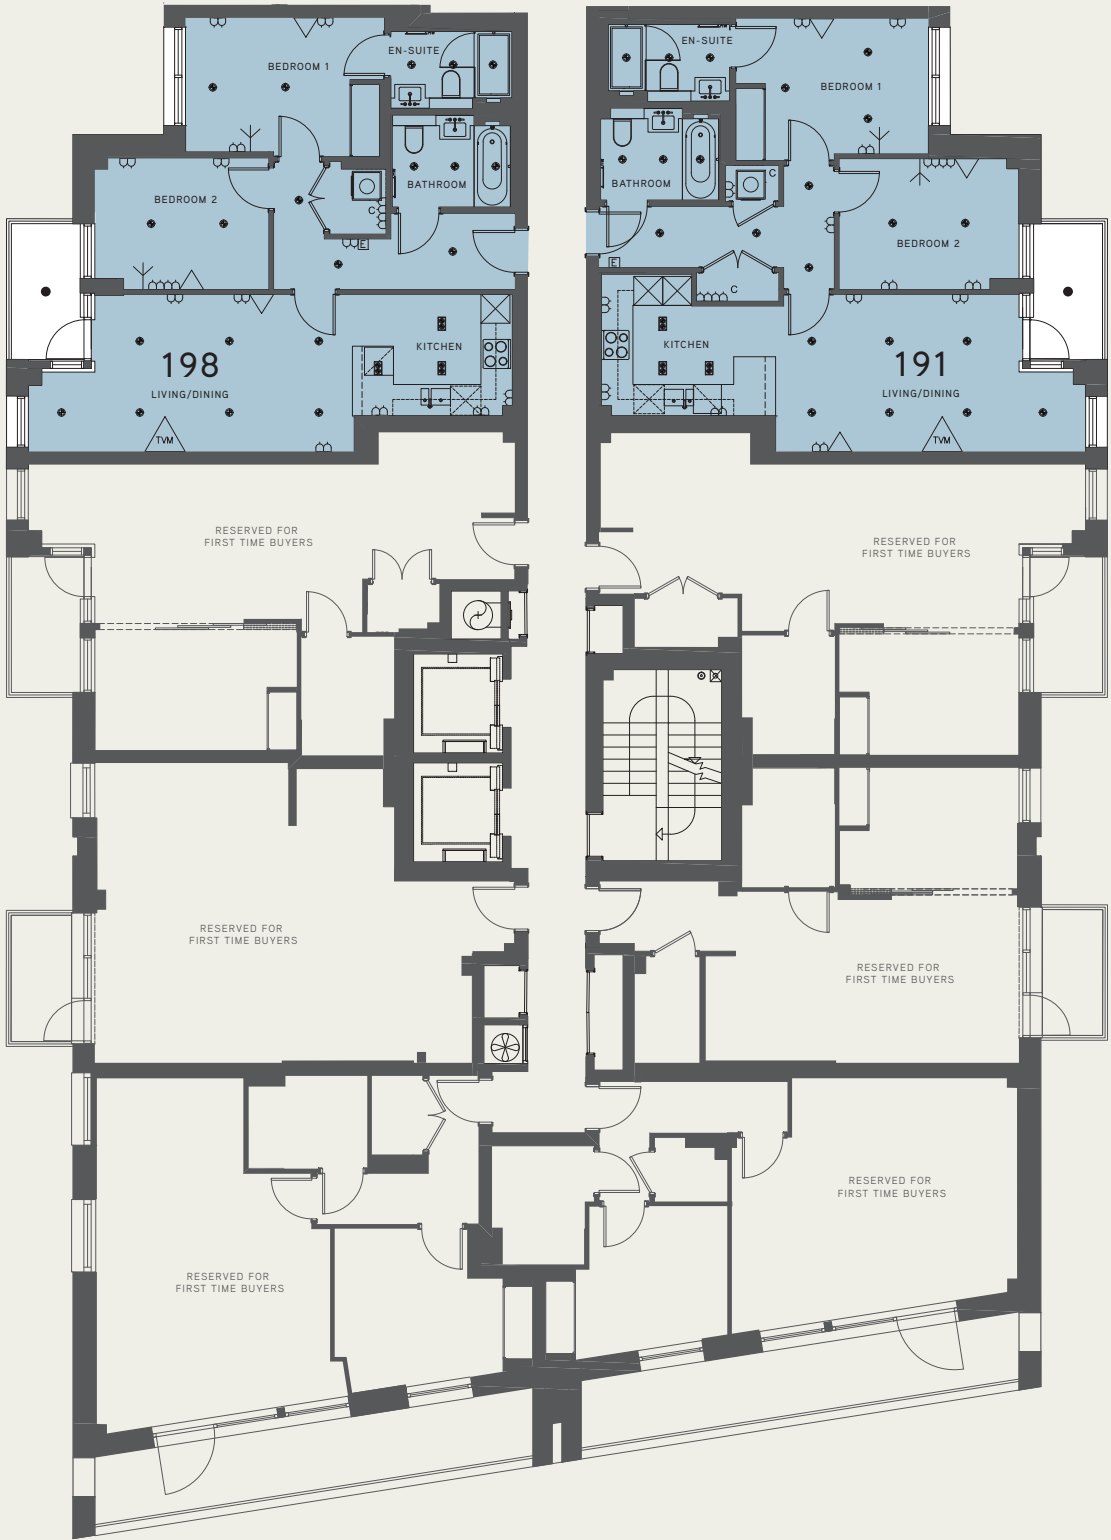 EN-SUITE
BEDROOM 1
BATHROOM
BEDROOM 2
C
E
KITCHEN
198
LIVING/DINING
TVM
EN-SUITE
BEDROOM 1
C
BATHROOM
BEDROOM 2
E
C
KITCHEN
191
LIVING/DINING
TVM
RESERVED FOR
FIRST TIME BUYERS
RESERVED FOR
FIRST TIME BUYERS
RESERVED FOR
FIRST TIME BUYERS
RESERVED FOR
FIRST TIME BUYERS
RESERVED FOR
FIRST TIME BUYERS
RESERVED FOR
FIRST TIME BUYERS